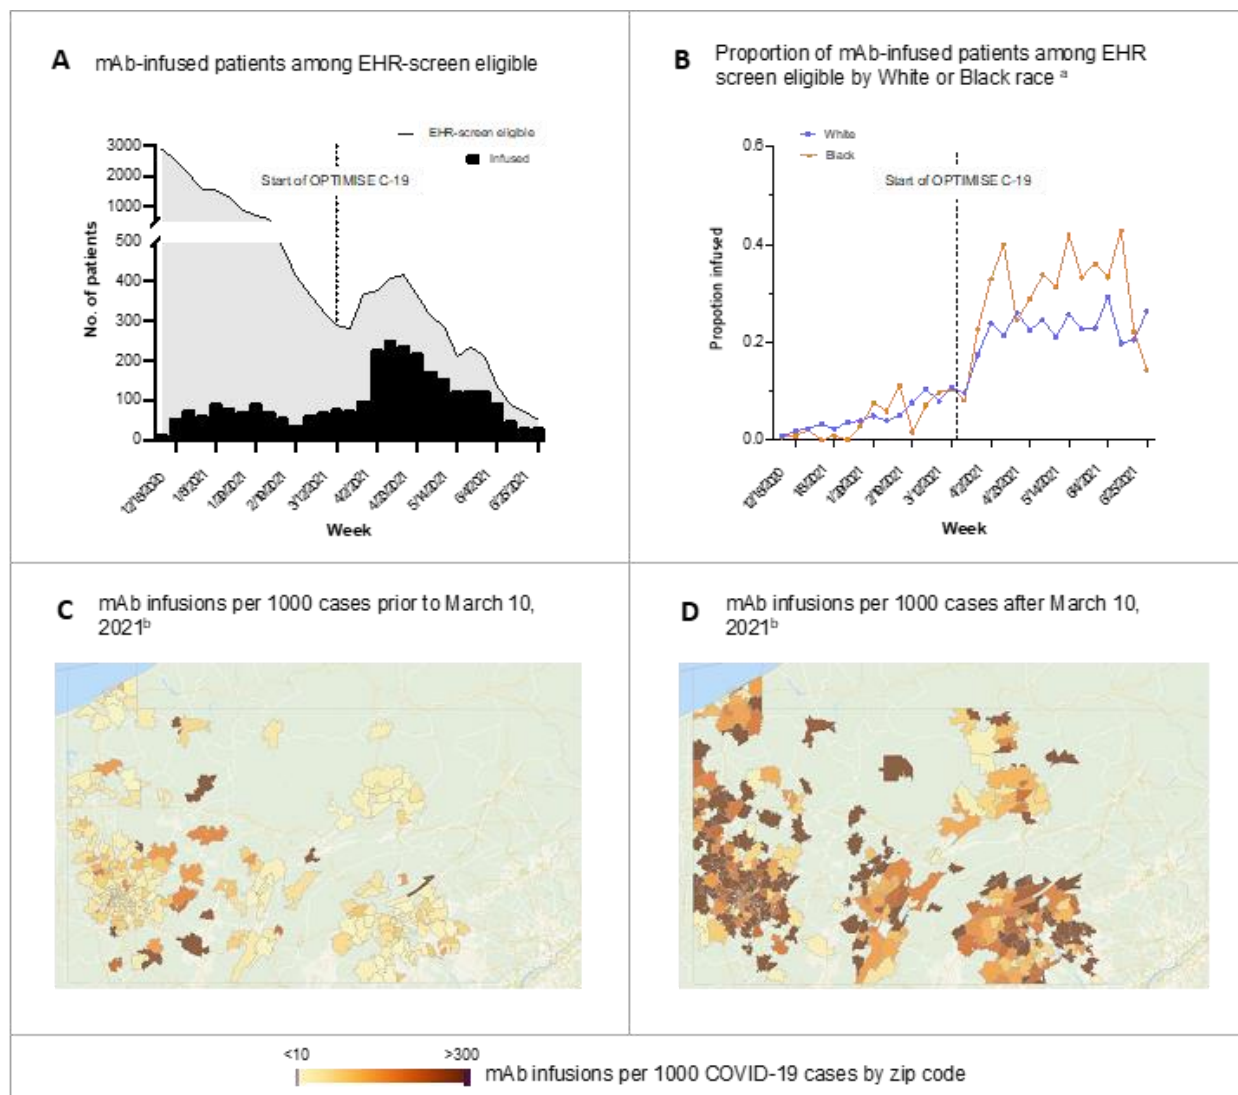 A mAb-infused patients among EHR-screen eligible
EHR-screen eligible
Infused
Start of OPTIMISE C-19
3000
2000
1000
500
400
300
200
100
0
No. of patients
12/18/2020 1/8/2021 1/29/2021 2/19/2021 3/12/2021 4/2/2021 4/23/2021 5/14/2021 6/4/2021 6/25/2021
Week
B Proportion of mAb-infused patients among EHR
screen eligible by White or Black race a
White
Black
Start of OPTIMISE C-19
0.6
0.4
0.2
0.0
Propotion infused
12/18/2020 1/8/2021 1/29/2021 2/19/2021 3/12/2021 4/2/2021 4/23/2021 5/14/2021 6/4/2021 6/25/2021
Week
C mAb infusions per 1000 cases prior to March 10,
2021b
D mAb infusions per 1000 cases after March 10,
2021b
<10 >300
mAb infusions per 1000 COVID-19 cases by zip code